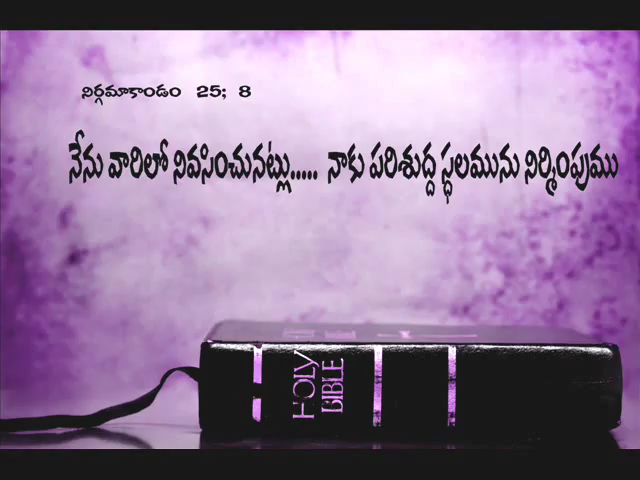 నిర్గమాకాండం 25; 8
నేను వారిలో నివసించునట్లు..... నాకు పరిశుద్ద స్థలమును నిర్మింపుము
HOLY
BIBLE